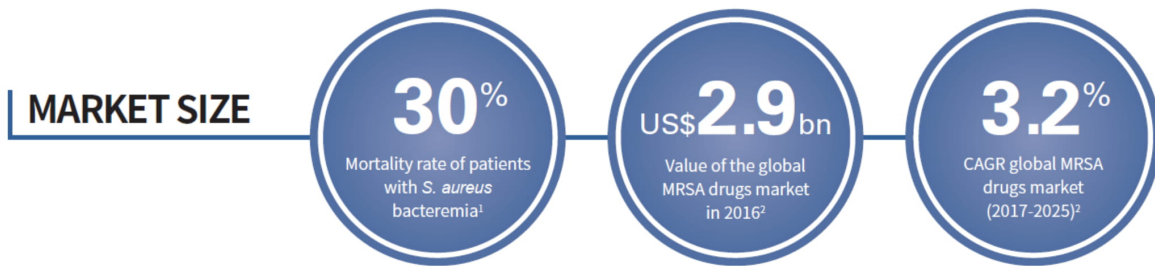 MARKET SIZE
30%
Mortality rate of patients
with S. aureus
bacteremia¹
US$2.9bn
Value of the global
MRSA drugs market
in 2016²
3.2%
CAGR global MRSA
drugs market
(2017-2025)²